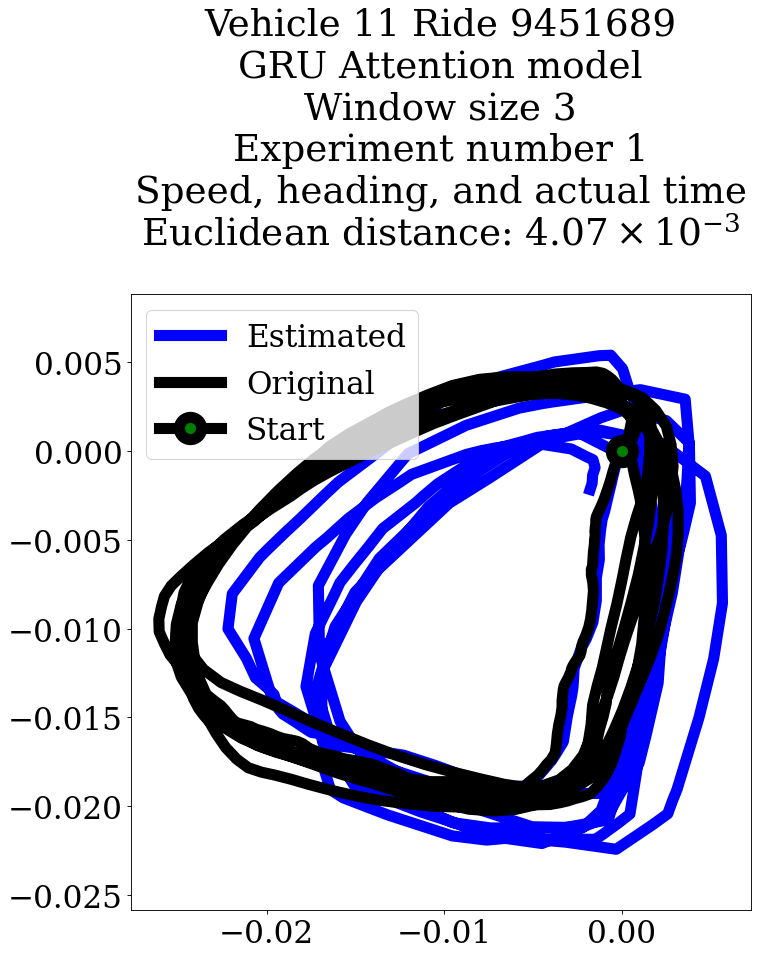 Vehicle 11 Ride 9451689
GRU Attention model
Window size 3
Experiment number 1
Speed, heading, and actual time
Euclidean distance: 4.07 × 10⁻³
Estimated
Original
Start
0.005
0.000
−0.005
−0.010
−0.015
−0.020
−0.025
−0.02
−0.01
0.00